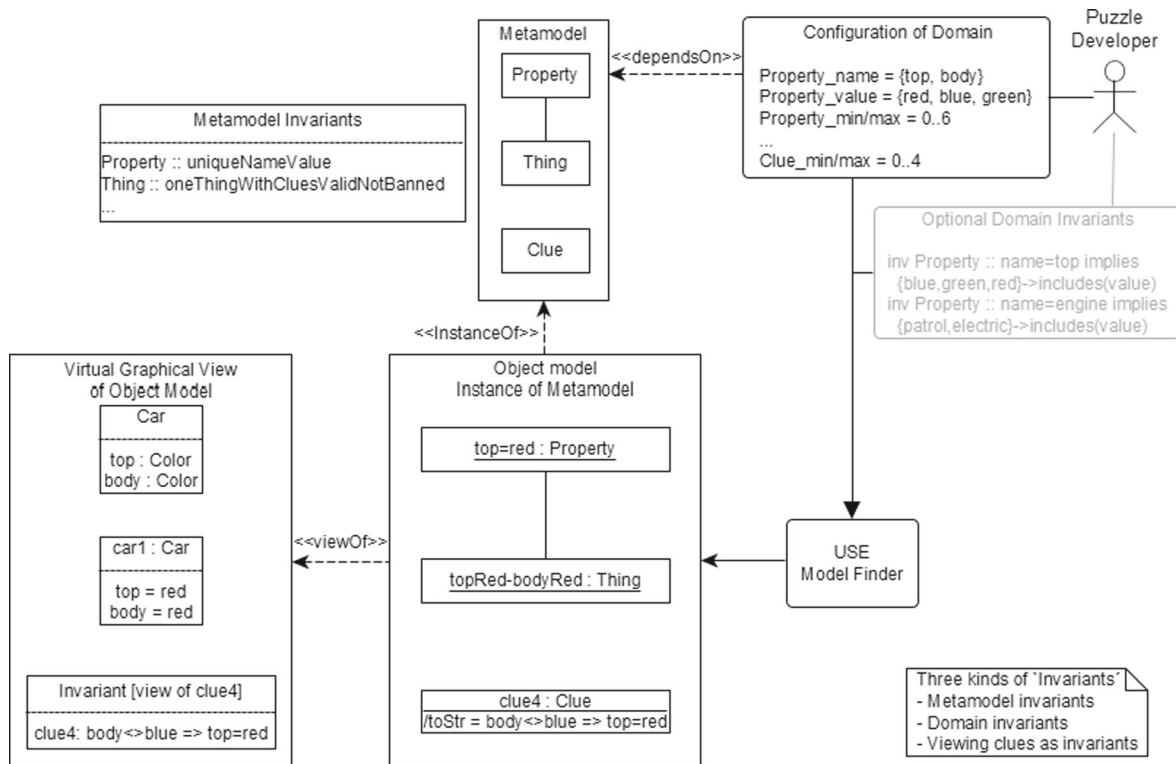 Metamodel
Property
Thing
Clue
<<dependsOn>>
Configuration of Domain
Property_name = {top, body}
Property_value = {red, blue, green}
Property_min/max = 0..6
...
Clue_min/max = 0..4
Puzzle
Developer
Metamodel Invariants
Property :: uniqueNameValue
Thing :: oneThingWithCluesValidNotBanned
...
Optional Domain Invariants
inv Property :: name=top implies
{blue,green,red}->includes(value)
inv Property :: name=engine implies
{patrol,electric}->includes(value)
<<InstanceOf>>
Virtual Graphical View
of Object Model
Car
top : Color
body : Color
car1 : Car
top = red
body = red
Invariant [view of clue4]
clue4: body<>blue => top=red
<<viewOf>>
Object model
Instance of Metamodel
top=red : Property
topRed-bodyRed : Thing
clue4 : Clue
/toStr = body<>blue => top=red
USE
Model Finder
Three kinds of `Invariants´
- Metamodel invariants
- Domain invariants
- Viewing clues as invariants